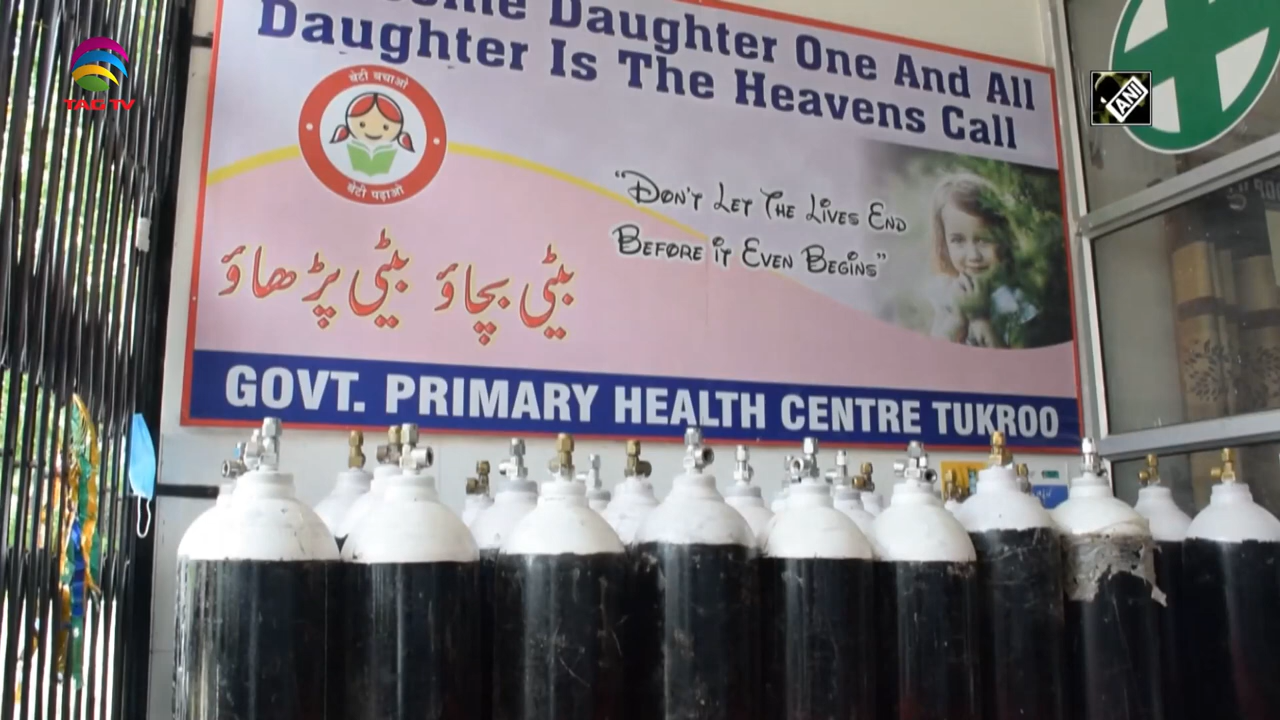 Daughter One And All
Daughter Is The Heavens Call
बेटी बचाओ
बेटी पढ़ाओ
"Don't Let The Lives End
Before it Even Begins"
بیٹی بچاؤ بیٹی پڑھاؤ
GOVT. PRIMARY HEALTH CENTRE TUKROO
TAG TV
ANI